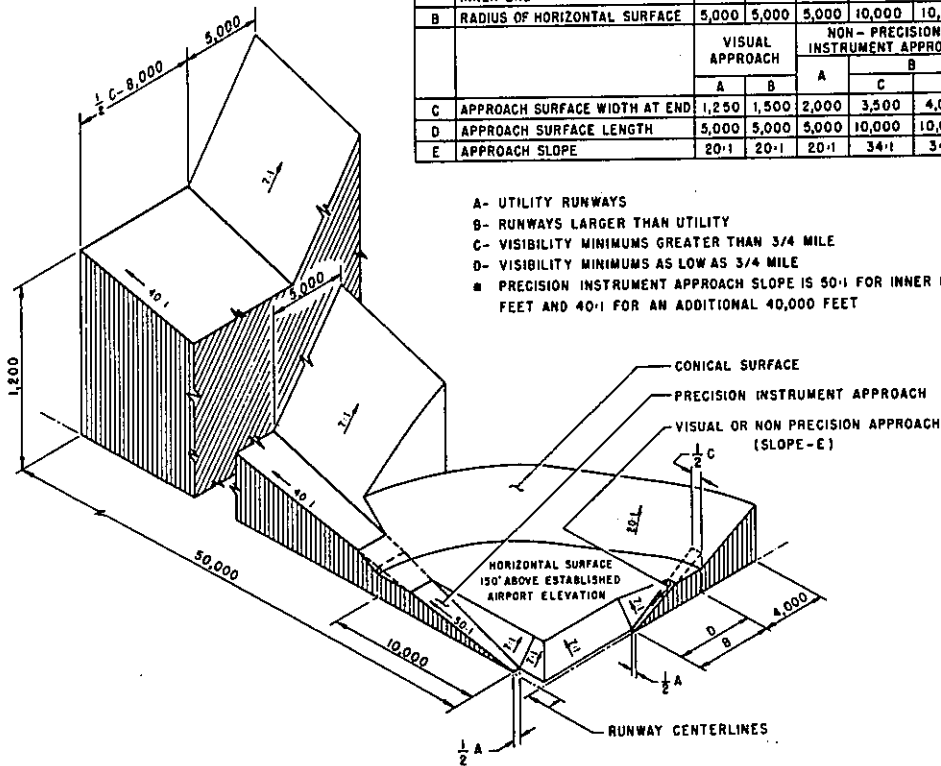 B RADIUS OF HORIZONTAL SURFACE 5,000 5,000 5,000 10,000 10,
VISUAL APPROACH
NON-PRECISION INSTRUMENT APPRO
A B A B
C
C APPROACH SURFACE WIDTH AT END 1,250 1,500 2,000 3,500 4,0
D APPROACH SURFACE LENGTH 5,000 5,000 5,000 10,000 10,0
E APPROACH SLOPE 20:1 20:1 20:1 34:1 34
A- UTILITY RUNWAYS
B- RUNWAYS LARGER THAN UTILITY
C- VISIBILITY MINIMUMS GREATER THAN 3/4 MILE
D- VISIBILITY MINIMUMS AS LOW AS 3/4 MILE
* PRECISION INSTRUMENT APPROACH SLOPE IS 50:1 FOR INNER
FEET AND 40:1 FOR AN ADDITIONAL 40,000 FEET
5,000
1/2 C-8,000
7:1
40:1
5,000
1,200
CONICAL SURFACE
PRECISION INSTRUMENT APPROACH
VISUAL OR NON PRECISION APPROACH
(SLOPE-E)
1/2 C
7:1
40:1
20:1
HORIZONTAL SURFACE
150' ABOVE ESTABLISHED
AIRPORT ELEVATION
50,000
50:1
7:1
7:1
7:1
7:1
4,000
D
B
10,000
1/2 A
RUNWAY CENTERLINES
1/2 A